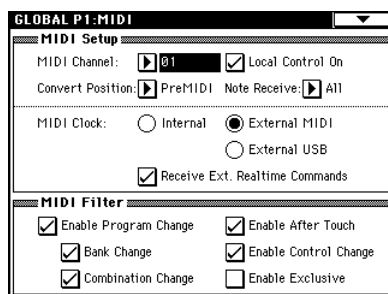 GLOBAL P1:MIDI
MIDI Setup
MIDI Channel: 01 Local Control On
Convert Position: PreMIDI Note Receive: All
MIDI Clock: Internal External MIDI
External USB
Receive Ext. Realtime Commands
MIDI Filter
Enable Program Change Enable After Touch
Bank Change Enable Control Change
Combination Change Enable Exclusive